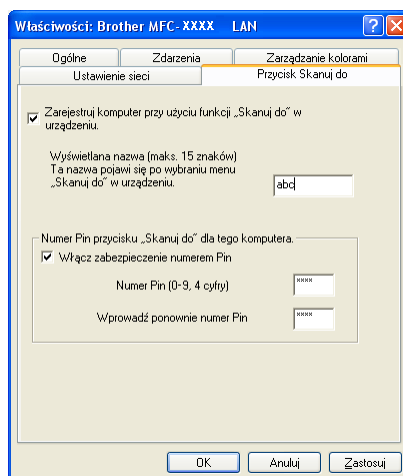 Właściwości: Brother MFC-XXXX LAN
Ogólne Zdarzenia Zarządzanie kolorami
Ustawienie sieci Przycisk Skanuj do
Zarejestruj komputer przy użyciu funkcji „Skanuj do” w
urządzeniu.
Wyświetlana nazwa (maks. 15 znaków)
Ta nazwa pojawi się po wybraniu menu
„Skanuj do” w urządzeniu.
abc
Numer Pin przycisku „Skanuj do” dla tego komputera.
Włącz zabezpieczenie numerem Pin
Numer Pin (0-9, 4 cyfry) ****
Wprowadź ponownie numer Pin ****
OK Anuluj Zastosuj